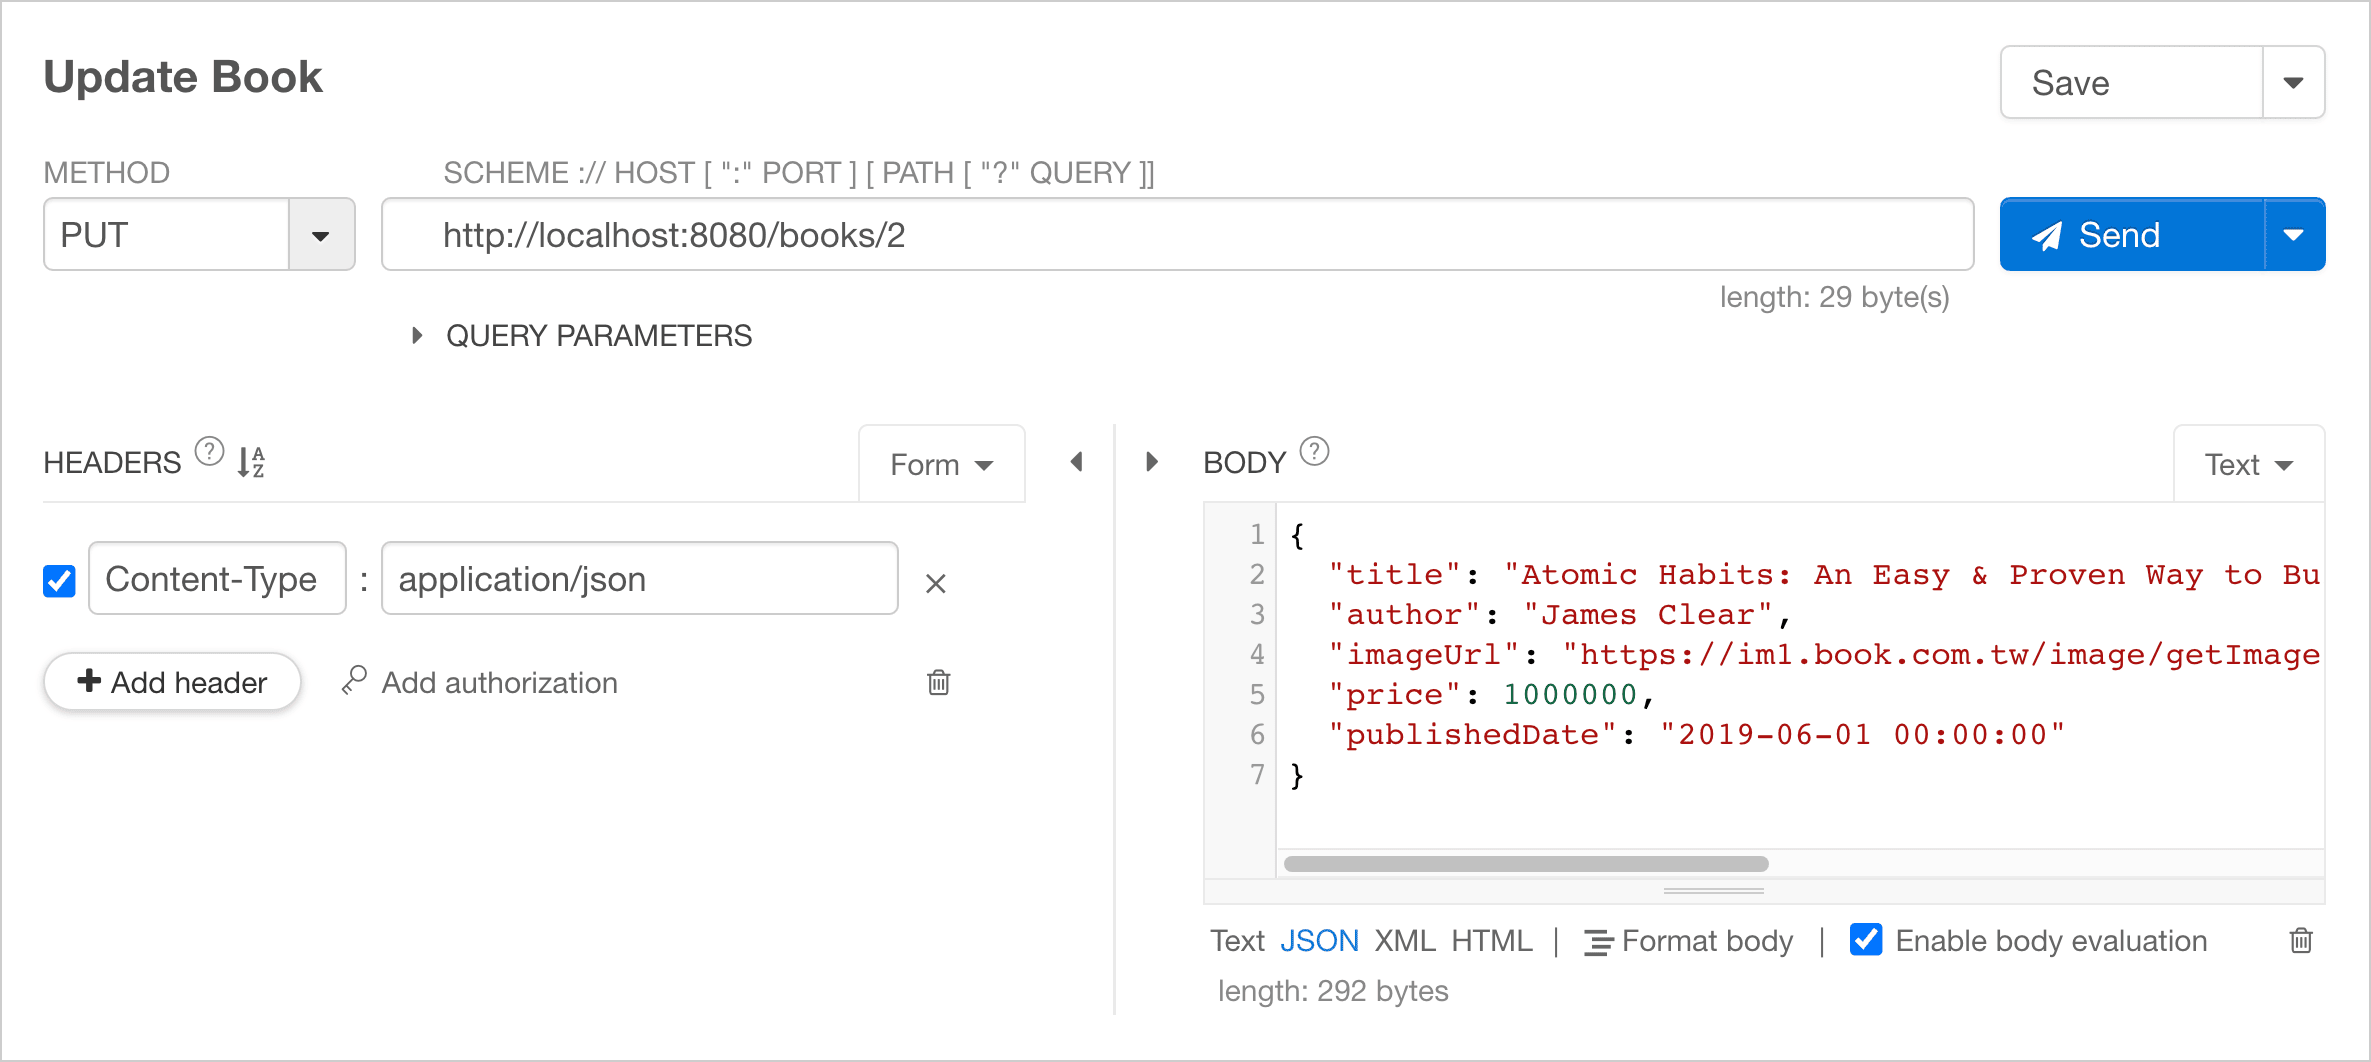 Update Book
Save
METHOD
SCHEME :// HOST [ ":" PORT ] [ PATH [ "?" QUERY ]]
PUT
http://localhost:8080/books/2
Send
length: 29 byte(s)
QUERY PARAMETERS
HEADERS ? A Z
Form
Content-Type : application/json
Add header
Add authorization
BODY ?
Text
1 {
2 "title": "Atomic Habits: An Easy & Proven Way to Bu
3 "author": "James Clear",
4 "imageUrl": "https://im1.book.com.tw/image/getImage
5 "price": 1000000,
6 "publishedDate": "2019-06-01 00:00:00"
7 }
Text JSON XML HTML | Format body | Enable body evaluation
length: 292 bytes